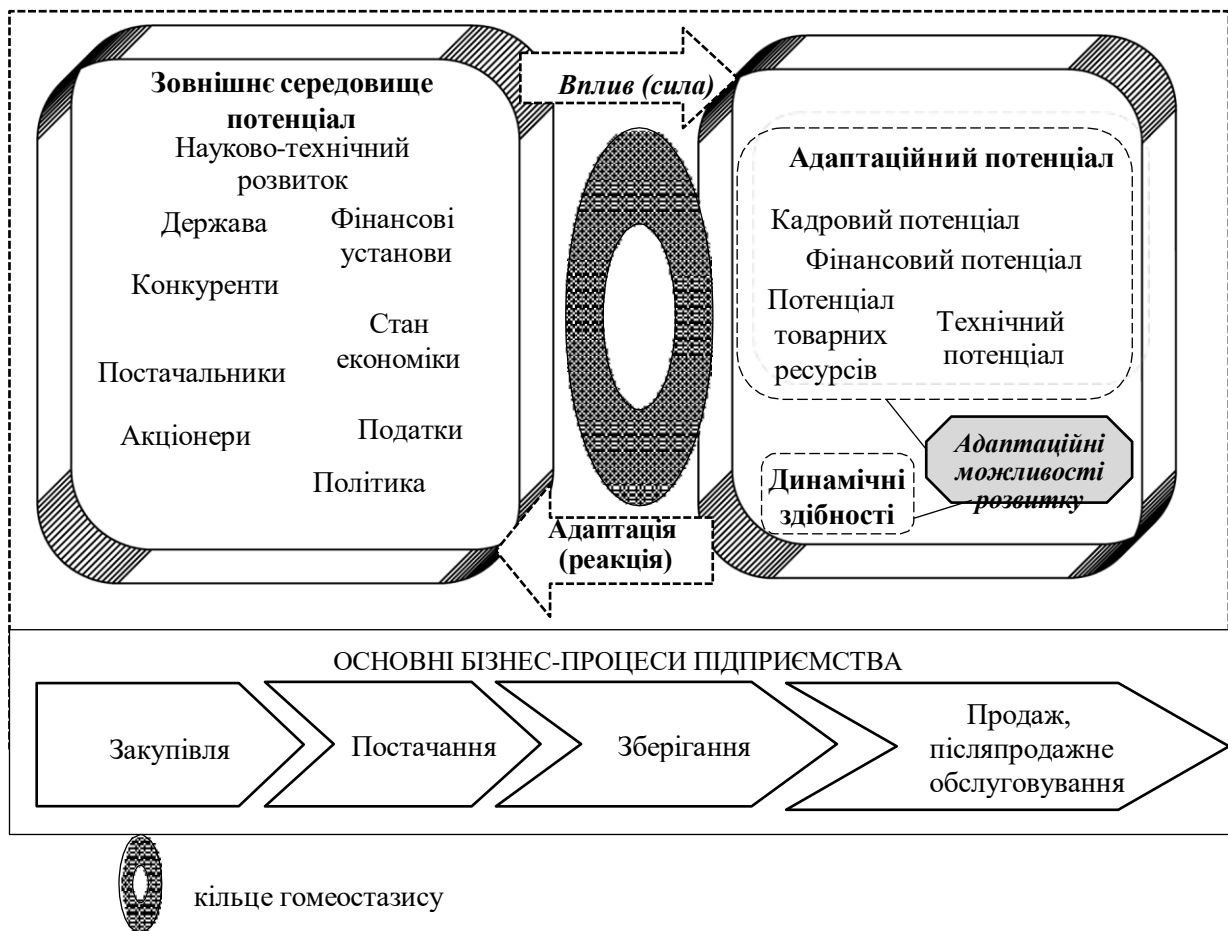 Зовнішнє середовище
потенціал
Науково-технічний
розвиток
Держава
Фінансові
установи
Конкуренти
Стан
економіки
Постачальники
Акціонери
Податки
Політика
Вплив (сила)
Адаптація
(реакція)
Адаптаційний потенціал
Кадровий потенціал
Фінансовий потенціал
Потенціал
товарних
ресурсів
Технічний
потенціал
Адаптаційні
можливості
розвитку
Динамічні
здібності
ОСНОВНІ БІЗНЕС-ПРОЦЕСИ ПІДПРИЄМСТВА
Закупівля
Постачання
Зберігання
Продаж,
післяпродажне
обслуговування
кільце гомеостазису